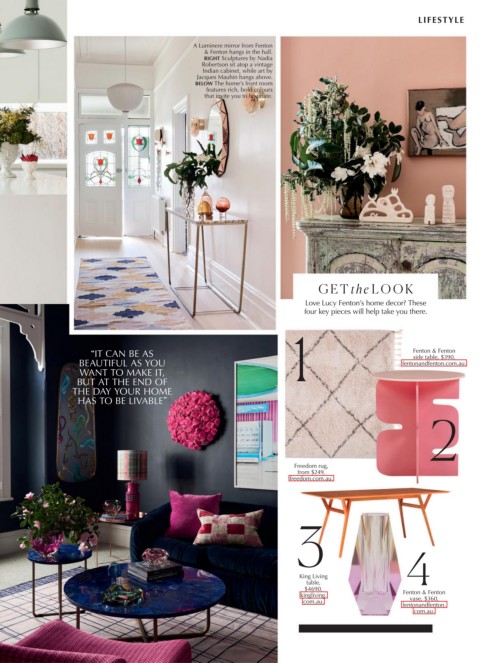 LIFESTYLE
A Luminere mirror from Fenton
& Fenton hangs in the hall.
RIGHT Sculptures by Nadia
Robertson sit atop a vintage
Indian cabinet, while art by
Jacques Mauhin hangs above.
BELOW The home's front room
features rich, bold colours
that invite you to
GET the LOOK
Love Lucy Fenton's home decor? These
four key pieces will help take you there.
"IT CAN BE AS
BEAUTIFUL AS YOU
WANT TO MAKE IT,
BUT AT THE END OF
THE DAY YOUR HOME
HAS TO BE LIVABLE"
1
Freedom rug,
from $249,
freedom.com.au.
Fenton & Fenton
side table, $390,
fentonandfenton.com.au.
2
3
King Living
table,
$4690,
kingliving.
com.au.
4
Fenton & Fenton
vase, $360,
fentonandfenton.
com.au.